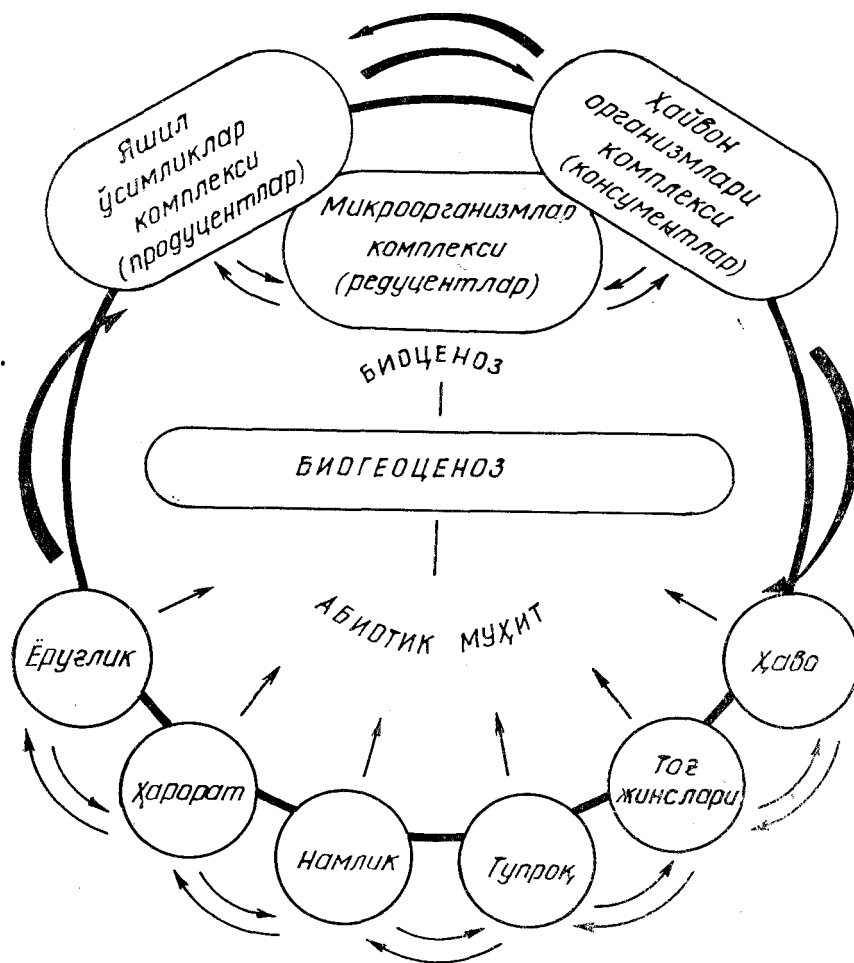 Яшил
ўсимликлар
комплекси
(продуцентлар)
Ҳайвон
организмлари
комплекси
(консументлар)
Микроорганизмлар
комплекси
(редуцентлар)
БИОЦЕНОЗ
БИОГЕОЦЕНОЗ
АБИОТИК МУҲИТ
Ёруғлик
Ҳарорат
Намлик
Тупроқ
Тоғ
жинслари
Ҳаво